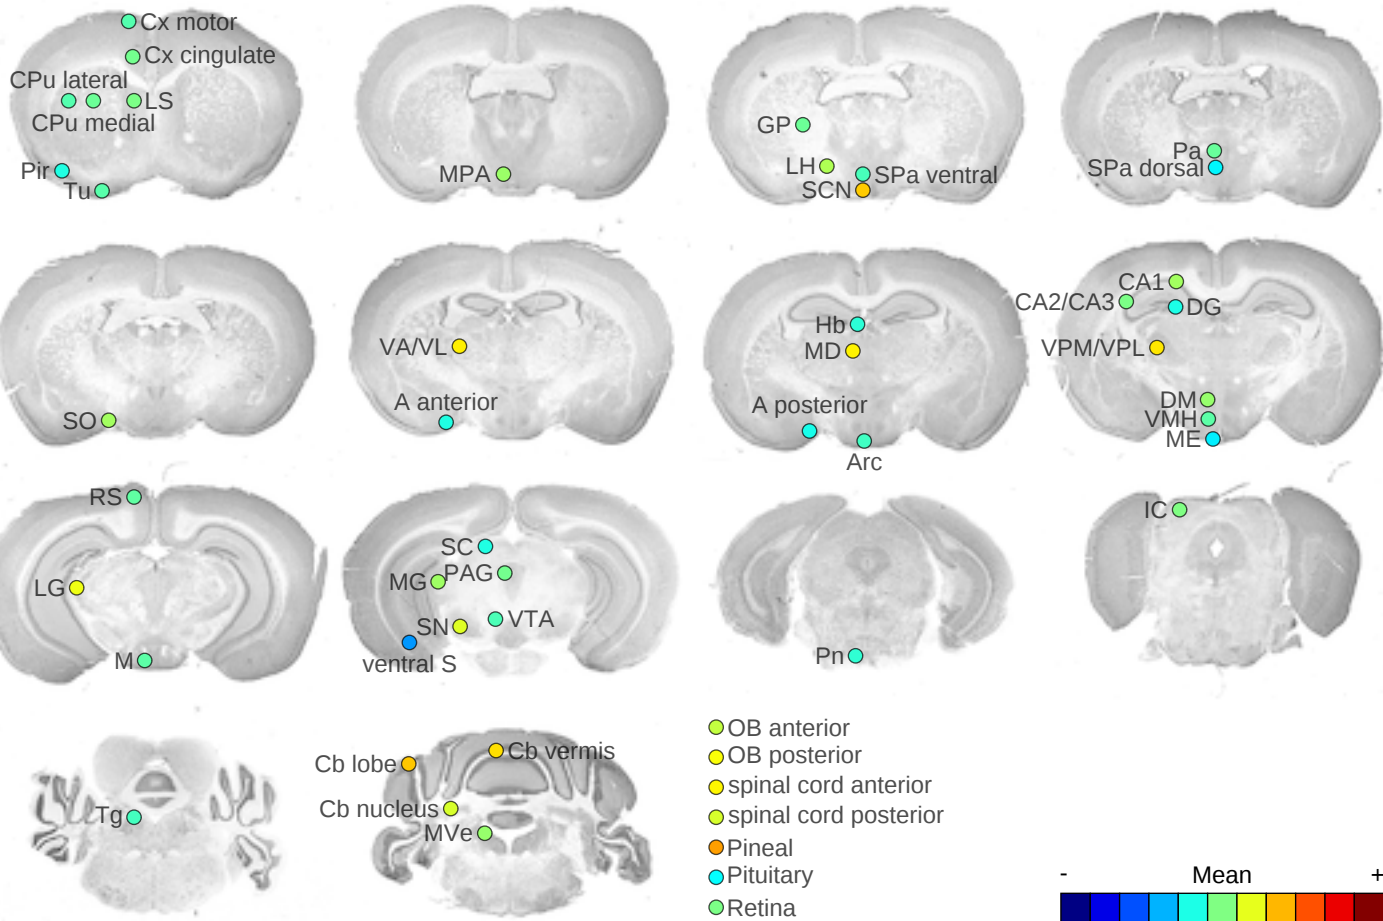 Cx motor
Cx cingulate
CPu lateral
LS
CPu medial
Pir
Tu
MPA
GP
LH
SPa ventral
SCN
Pa
SPa dorsal
SO
VA/VL
A anterior
Hb
MD
A posterior
Arc
CA1
CA2/CA3
DG
VPM/VPL
DM
VMH
ME
RS
LG
M
SC
PAG
MG
VTA
SN
ventral S
Pn
IC
Tg
Cb lobe
Cb vermis
Cb nucleus
MVe
OB anterior
OB posterior
spinal cord anterior
spinal cord posterior
Pineal
Pituitary
Retina
- Mean +